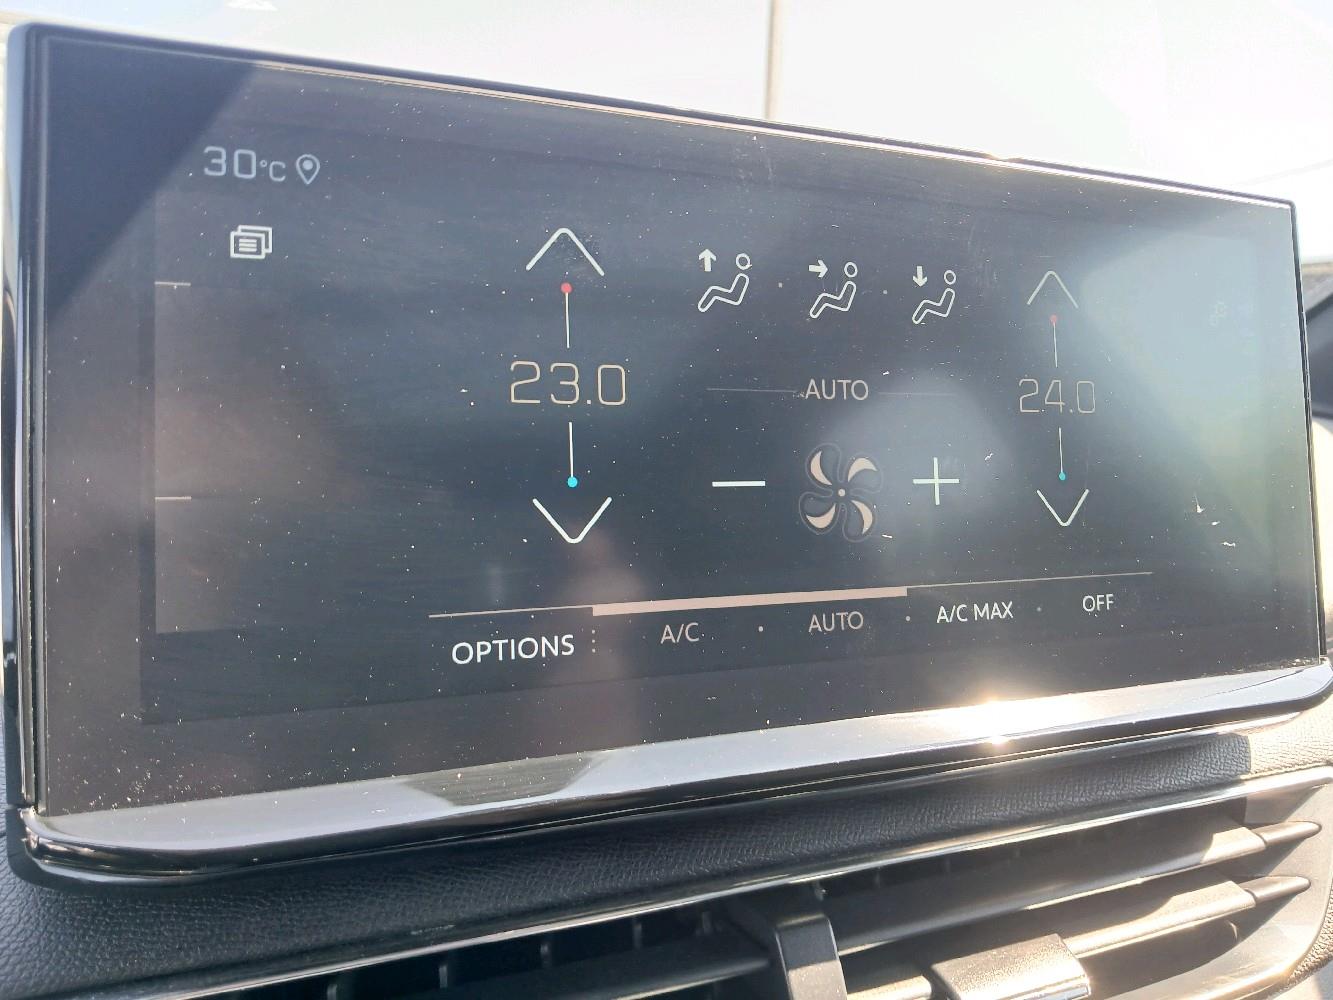 30°C
23.0
AUTO
24.0
OPTIONS
A/C
AUTO
A/C MAX
OFF